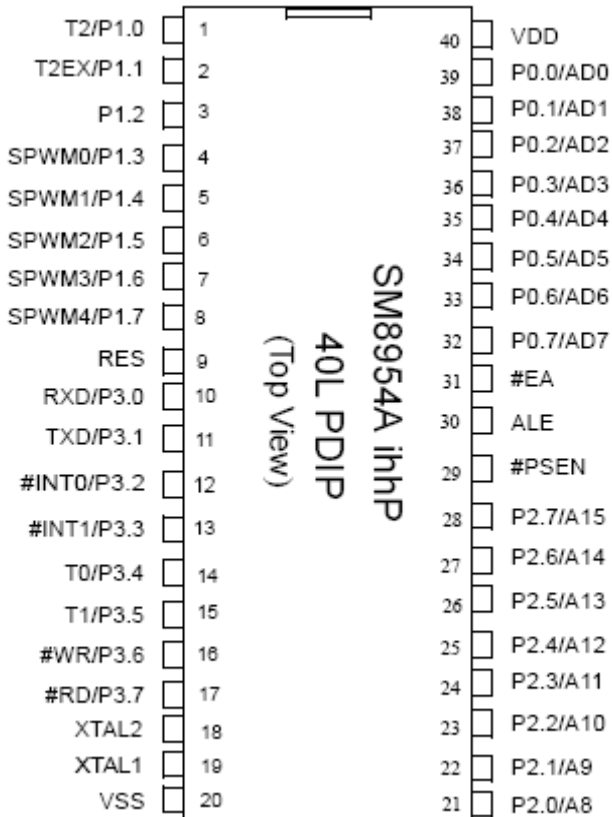 T2/P1.0 1
T2EX/P1.1 2
P1.2 3
SPWM0/P1.3 4
SPWM1/P1.4 5
SPWM2/P1.5 6
SPWM3/P1.6 7
SPWM4/P1.7 8
RES 9
RXD/P3.0 10
TXD/P3.1 11
#INT0/P3.2 12
#INT1/P3.3 13
T0/P3.4 14
T1/P3.5 15
#WR/P3.6 16
#RD/P3.7 17
XTAL2 18
XTAL1 19
VSS 20
SM8954A ihhP
40L PDIP
(Top View)
40 VDD
39 P0.0/AD0
38 P0.1/AD1
37 P0.2/AD2
36 P0.3/AD3
35 P0.4/AD4
34 P0.5/AD5
33 P0.6/AD6
32 P0.7/AD7
31 #EA
30 ALE
29 #PSEN
28 P2.7/A15
27 P2.6/A14
26 P2.5/A13
25 P2.4/A12
24 P2.3/A11
23 P2.2/A10
22 P2.1/A9
21 P2.0/A8